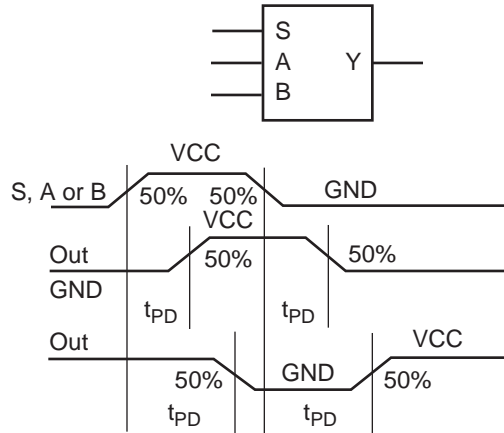 S
A Y
B
VCC
S, A or B 50% 50% GND
VCC
Out 50% 50%
GND
tPD tPD
Out VCC
50% GND 50%
tPD tPD